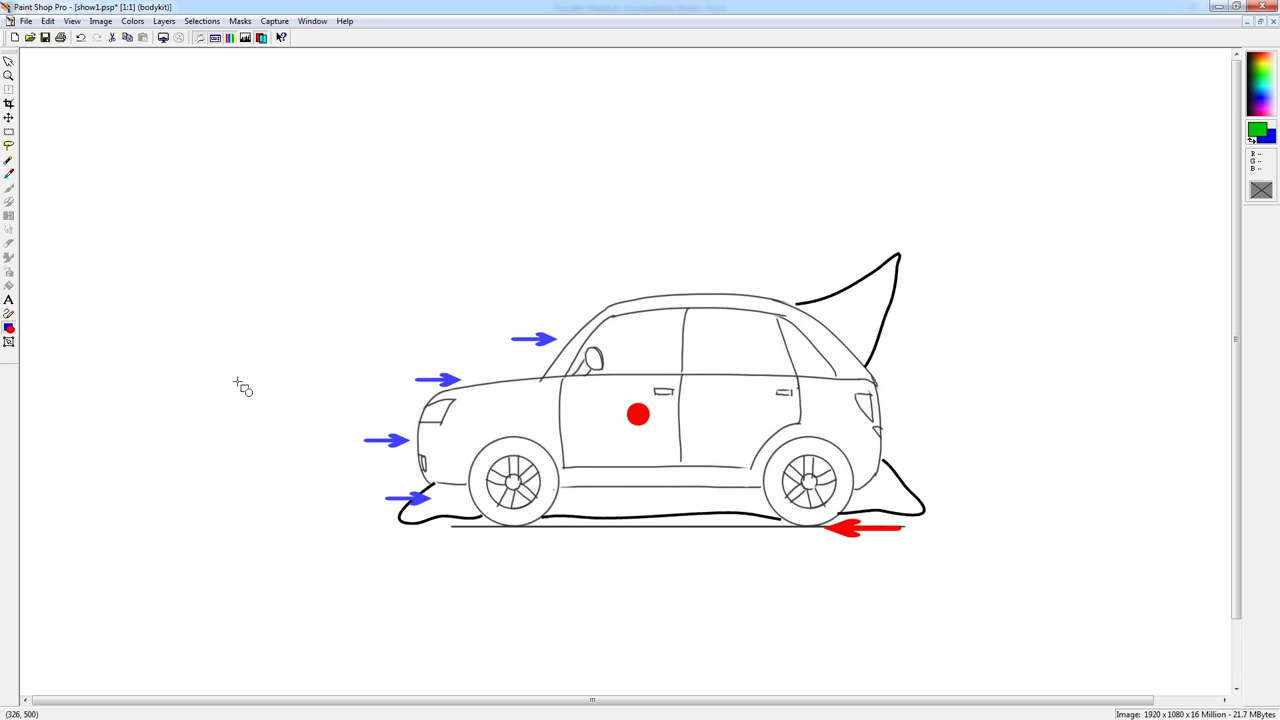 Paint Shop Pro - [show1.psp* [1:1] (bodykit)]
File Edit View Image Colors Layers Selections Masks Capture Window Help
R --
G --
B --
A
(326, 500)
Image: 1920 x 1080 x 16 Million - 21.7 MBytes